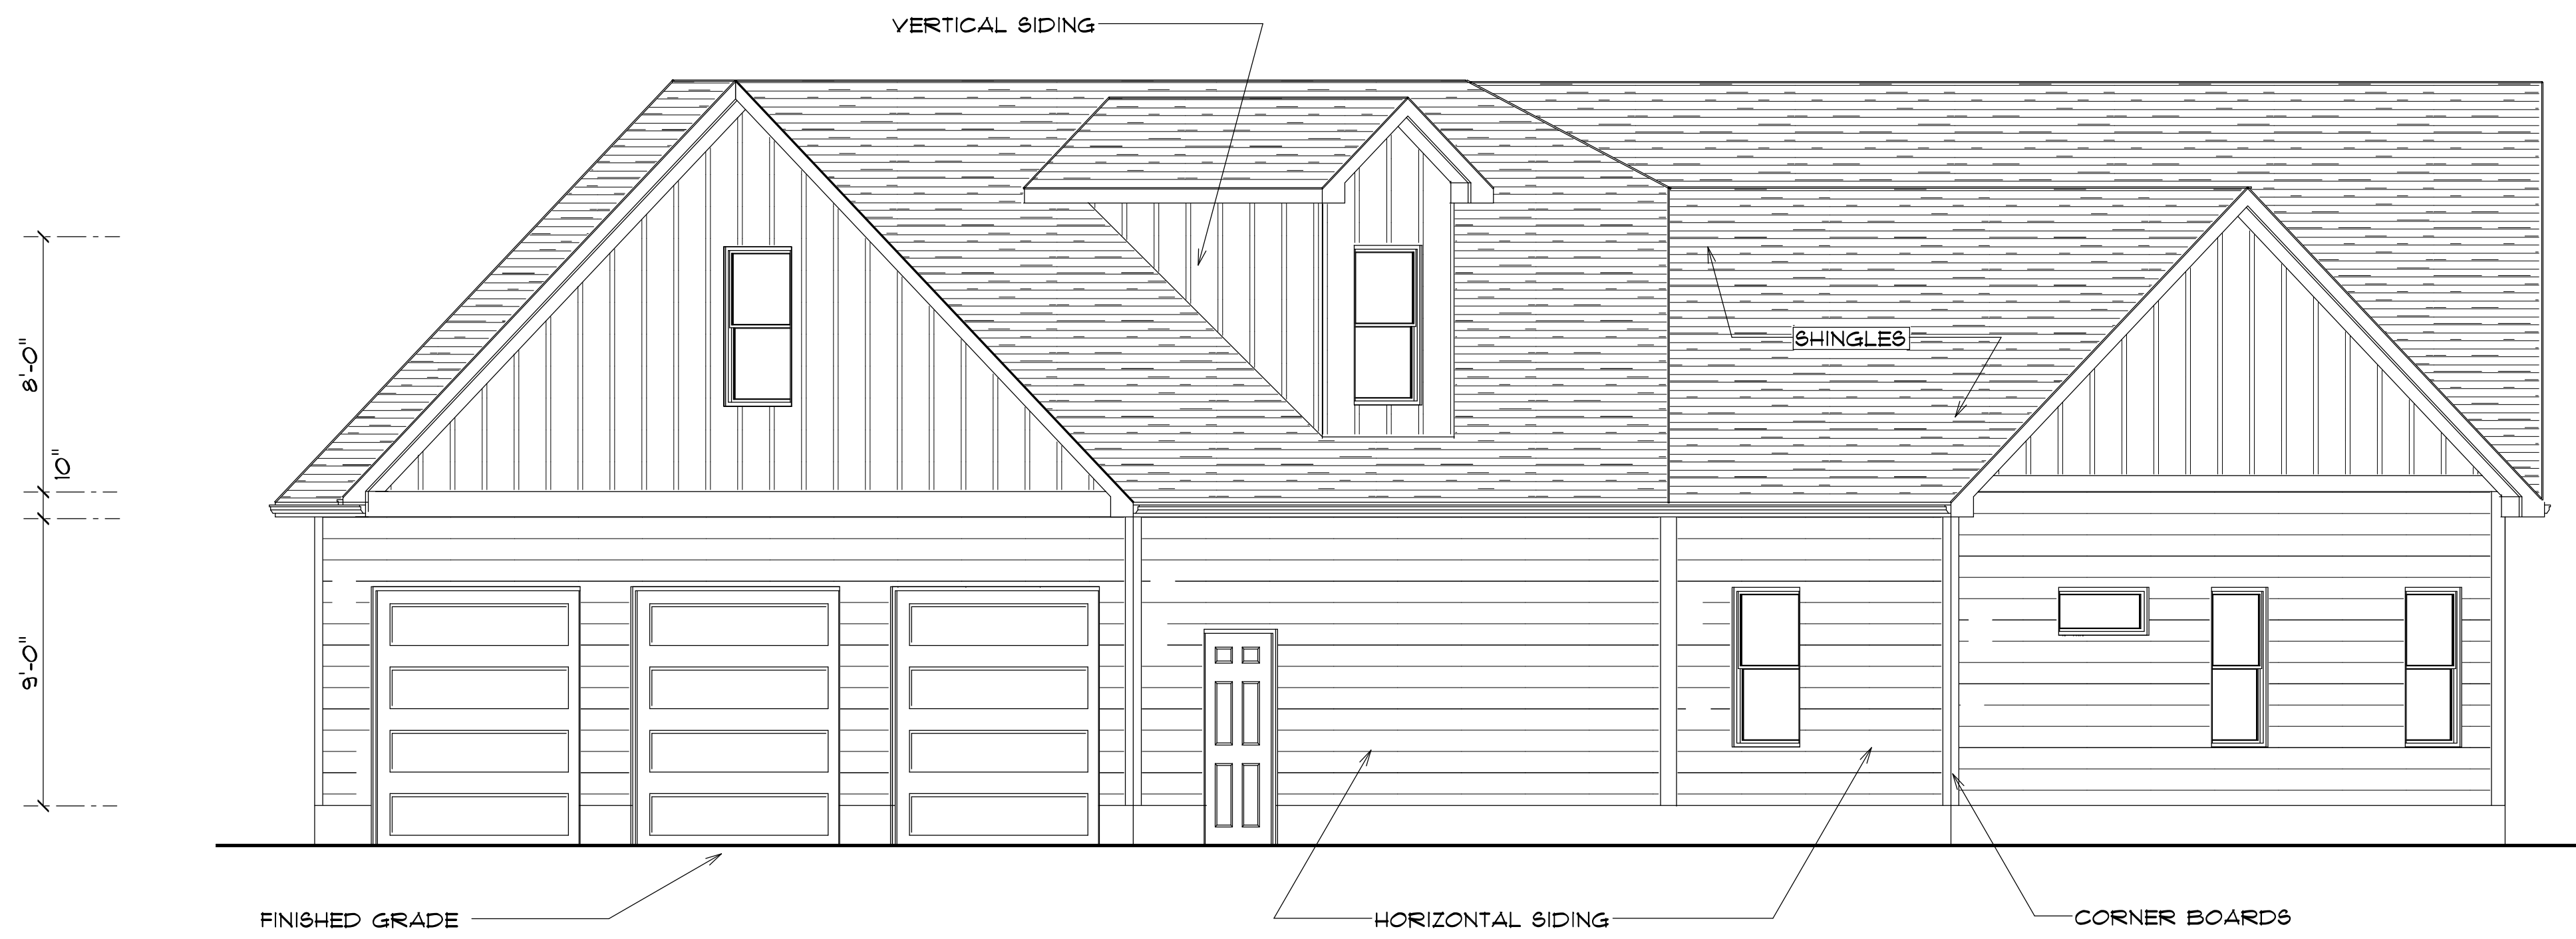 VERTICAL SIDING
8'-0"
SHINGLES
10"
9'-0"
FINISHED GRADE
HORIZONTAL SIDING
CORNER BOARDS